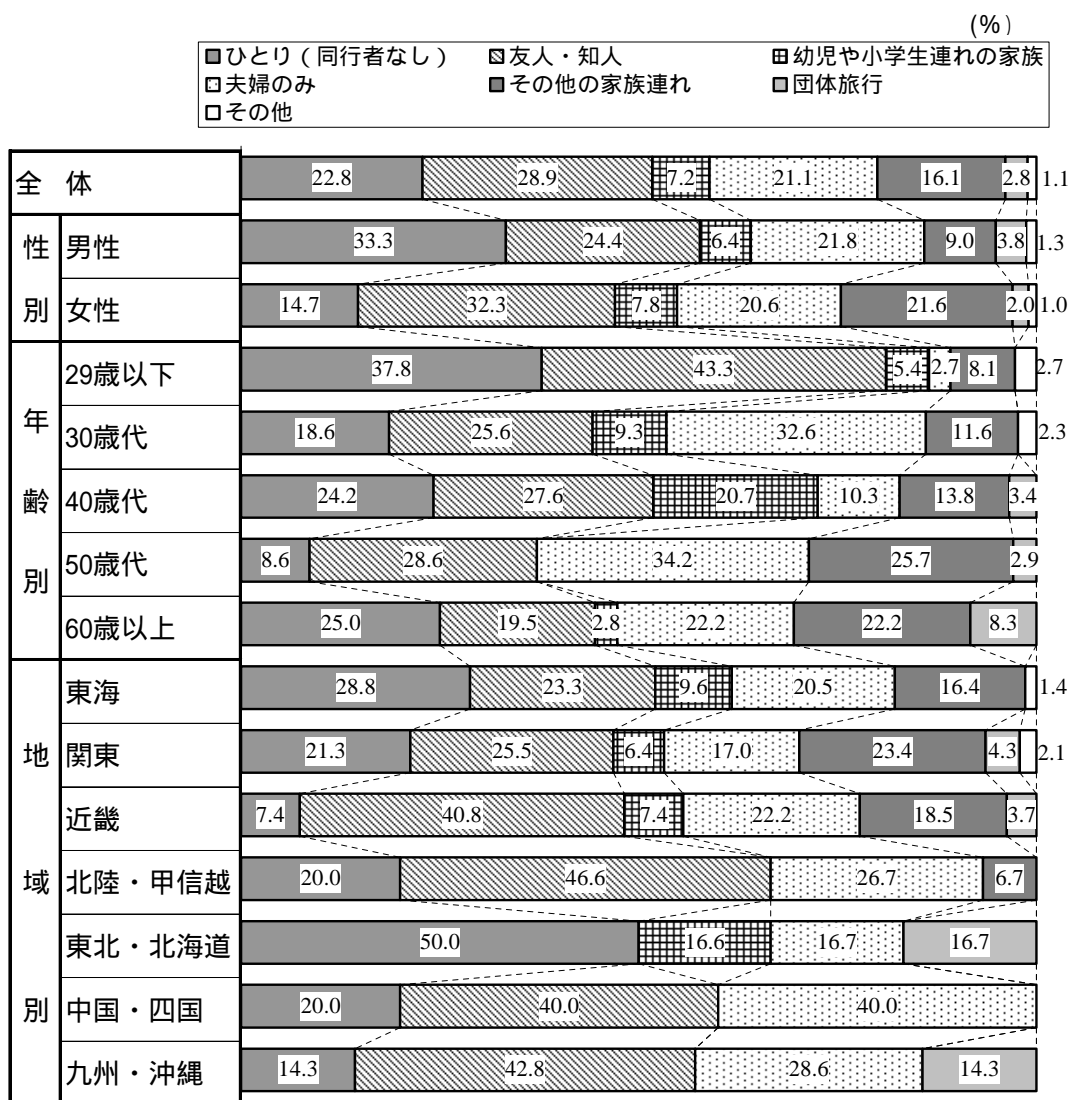 (%)
ひとり（同行者なし） 友人・知人 幼児や小学生連れの家族
夫婦のみ その他の家族連れ 団体旅行
その他
全 体 22.8 28.9 7.2 21.1 16.1 2.8 1.1
性別
男性 33.3 24.4 6.4 21.8 9.0 3.8 1.3
女性 14.7 32.3 7.8 20.6 21.6 2.0 1.0
年齢別
29歳以下 37.8 43.3 5.4 2.7 8.1 2.7
30歳代 18.6 25.6 9.3 32.6 11.6 2.3
40歳代 24.2 27.6 20.7 10.3 13.8 3.4
50歳代 8.6 28.6 34.2 25.7 2.9
60歳以上 25.0 19.5 2.8 22.2 22.2 8.3
地域別
東海 28.8 23.3 9.6 20.5 16.4 1.4
関東 21.3 25.5 6.4 17.0 23.4 4.3 2.1
近畿 7.4 40.8 7.4 22.2 18.5 3.7
北陸・甲信越 20.0 46.6 26.7 6.7
東北・北海道 50.0 16.6 16.7 16.7
中国・四国 20.0 40.0 40.0
九州・沖縄 14.3 42.8 28.6 14.3